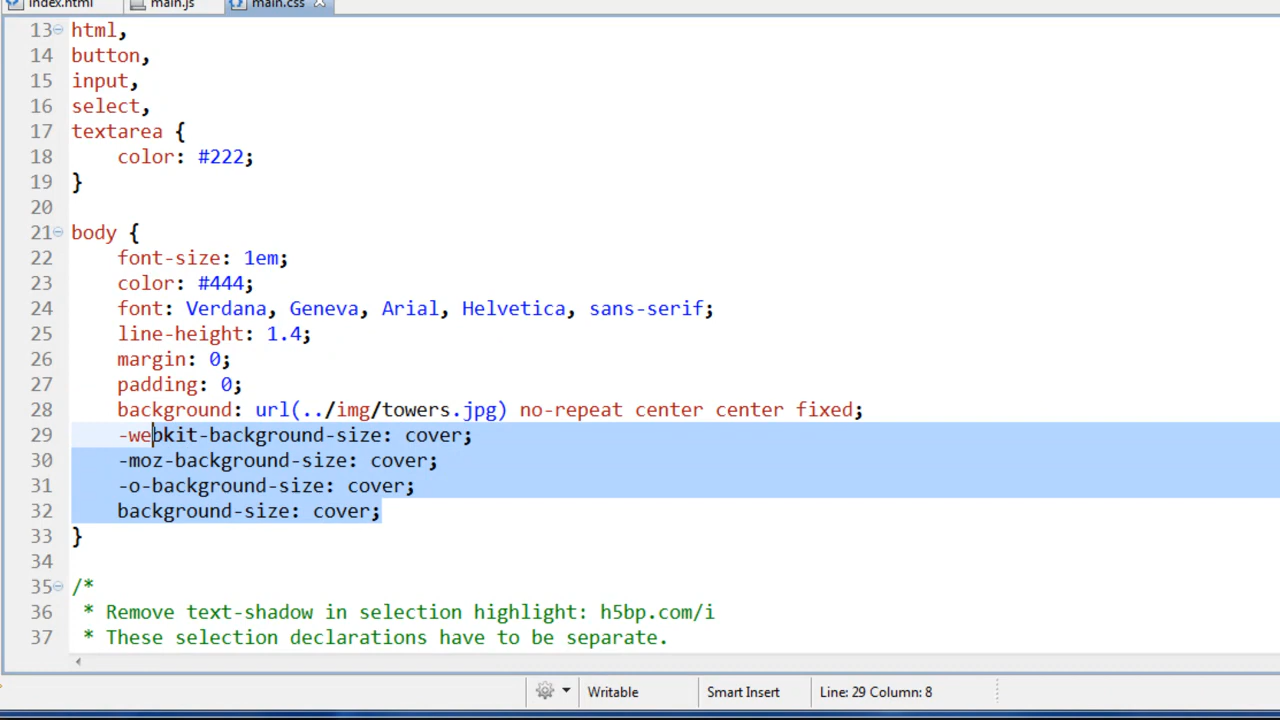 index.html main.js main.css
13 html,
14 button,
15 input,
16 select,
17 textarea {
18 color: #222;
19 }
20
21 body {
22 font-size: 1em;
23 color: #444;
24 font: Verdana, Geneva, Arial, Helvetica, sans-serif;
25 line-height: 1.4;
26 margin: 0;
27 padding: 0;
28 background: url(../img/towers.jpg) no-repeat center center fixed;
29 -webkit-background-size: cover;
30 -moz-background-size: cover;
31 -o-background-size: cover;
32 background-size: cover;
33 }
34
35 /*
36 * Remove text-shadow in selection highlight: h5bp.com/i
37 * These selection declarations have to be separate.
Writable Smart Insert Line: 29 Column: 8